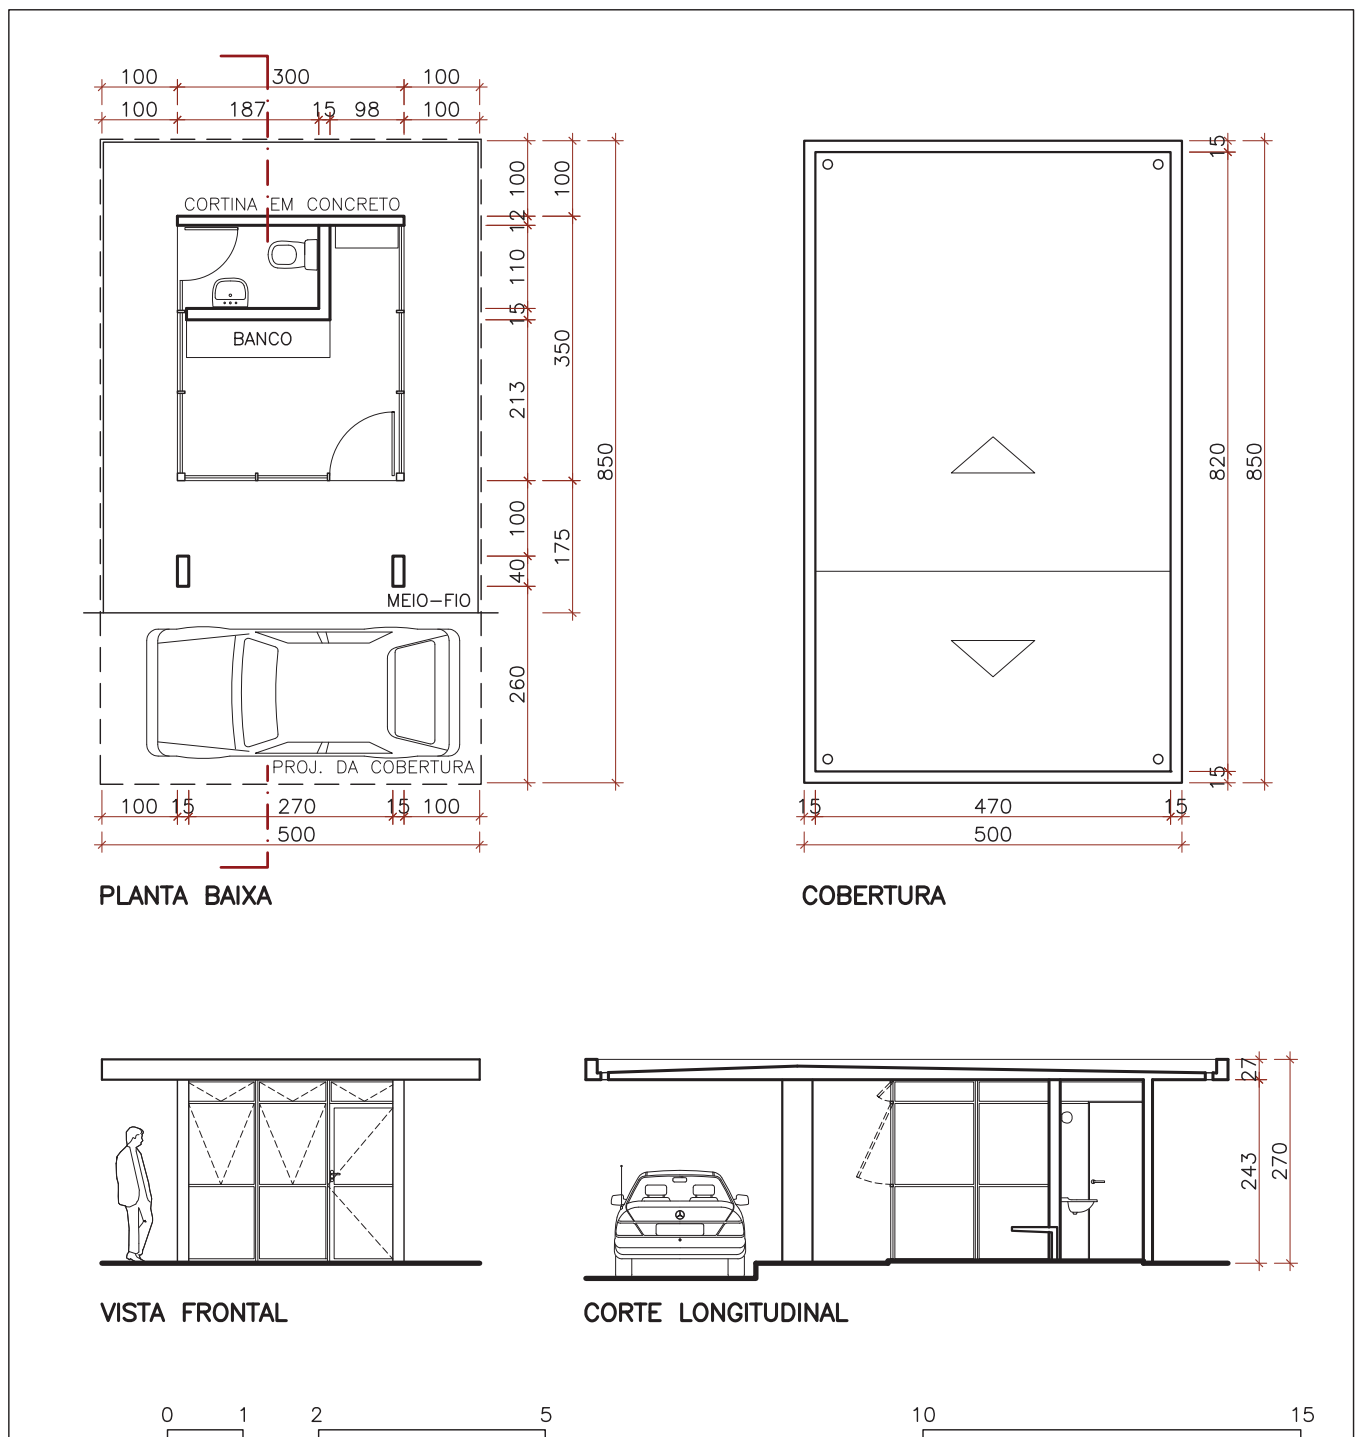 100 300 100
100 187 15 98 100
CORTINA EM CONCRETO
BANCO
MEIO-FIO
PROJ. DA COBERTURA
100
12
110
15
213
100
40
260
100
350
175
850
100 15 270 15 100
500
PLANTA BAIXA
15
820
15
850
15 470 15
500
COBERTURA
VISTA FRONTAL
27
243
270
CORTE LONGITUDINAL
0 1 2 5 10 15